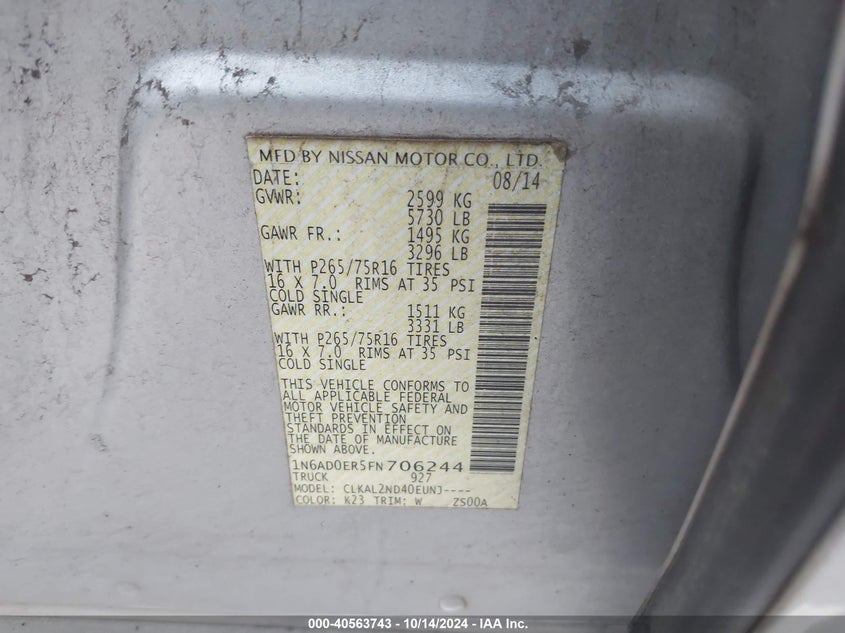 MFD BY NISSAN MOTOR CO., LTD.
DATE: 08/14
GVWR: 2599 KG
5730 LB
GAWR FR.: 1495 KG
3296 LB
WITH P265/75R16 TIRES
16 X 7.0 RIMS AT 35 PSI
COLD SINGLE
GAWR RR.: 1511 KG
3331 LB
WITH P265/75R16 TIRES
16 X 7.0 RIMS AT 35 PSI
COLD SINGLE
THIS VEHICLE CONFORMS TO
ALL APPLICABLE FEDERAL
MOTOR VEHICLE SAFETY AND
THEFT PREVENTION
STANDARDS IN EFFECT ON
THE DATE OF MANUFACTURE
SHOWN ABOVE.
1N6AD0ER5FN706244
TRUCK 927
MODEL: CLKAL2ND40EUNJ----
COLOR: K23 TRIM: W ZS00A
000-40563743 - 10/14/2024 - IAA Inc.